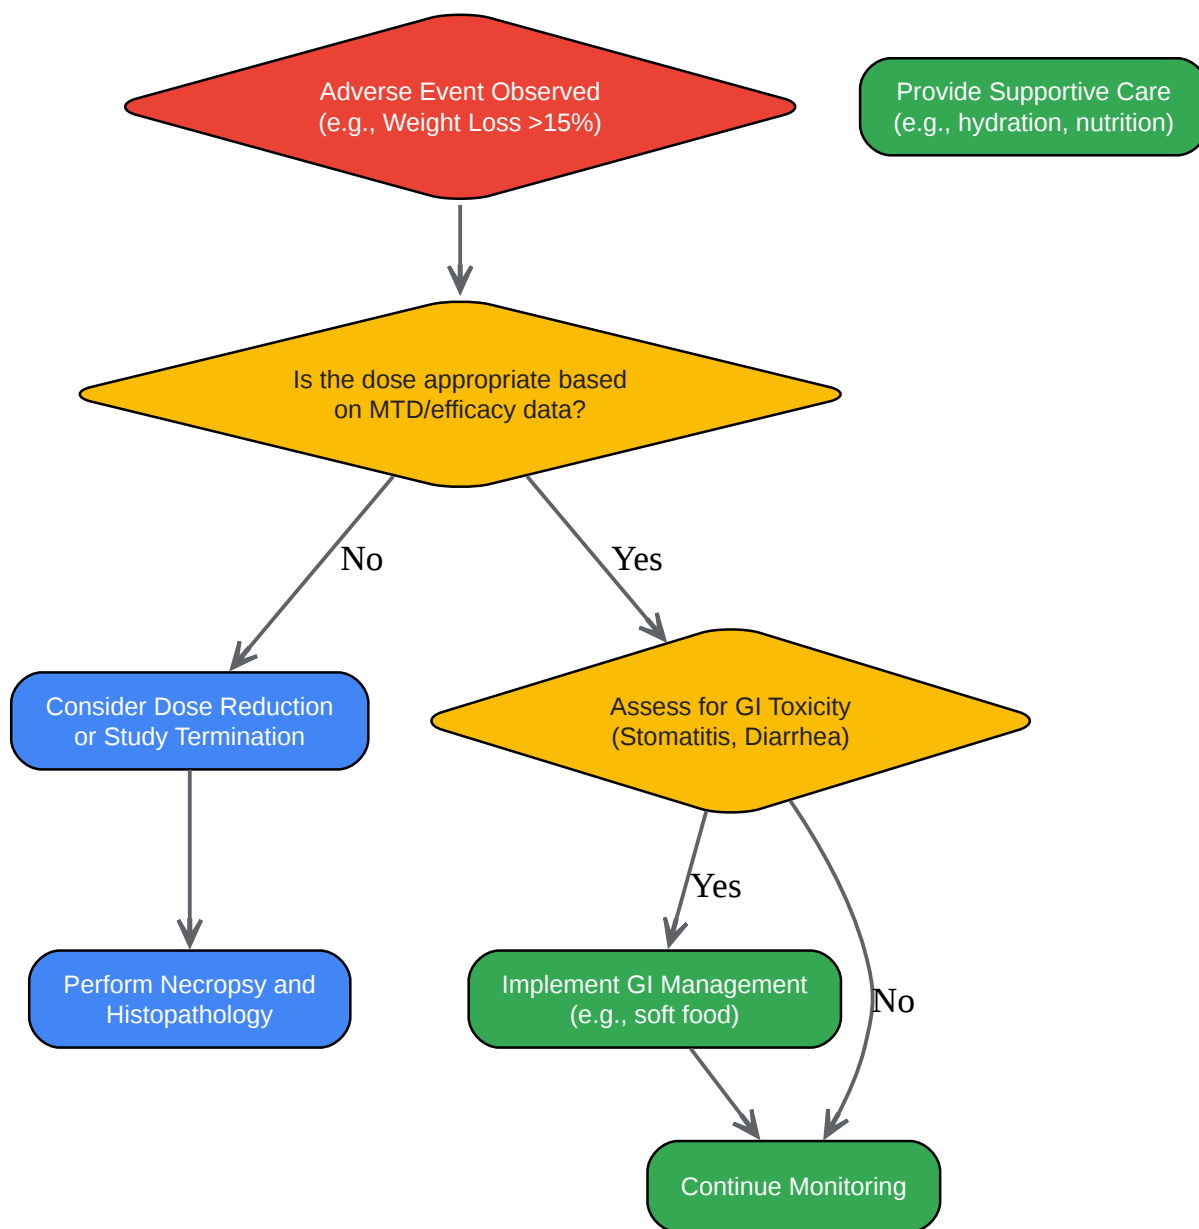 Adverse Event Observed
(e.g., Weight Loss >15%)
Provide Supportive Care
(e.g., hydration, nutrition)
Is the dose appropriate based
on MTD/efficacy data?
No
Yes
Consider Dose Reduction
or Study Termination
Assess for GI Toxicity
(Stomatitis, Diarrhea)
Yes
Perform Necropsy and
Histopathology
Implement GI Management
(e.g., soft food)
No
Continue Monitoring